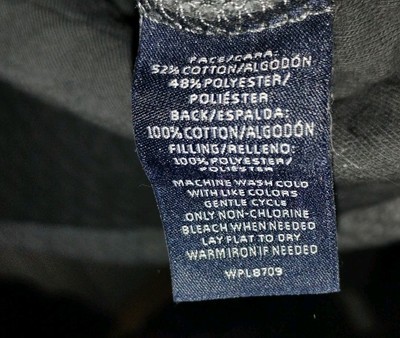 FACE/CARA:
52% COTTON/ALGODÓN
48% POLYESTER/
POLIÉSTER
BACK/ESPALDA:
100% COTTON/ALGODÓN
FILLING/RELLENO:
100% POLYESTER/
POLIÉSTER
MACHINE WASH COLD
WITH LIKE COLORS
GENTLE CYCLE
ONLY NON-CHLORINE
BLEACH WHEN NEEDED
LAY FLAT TO DRY
WARM IRON IF NEEDED
WPL8709